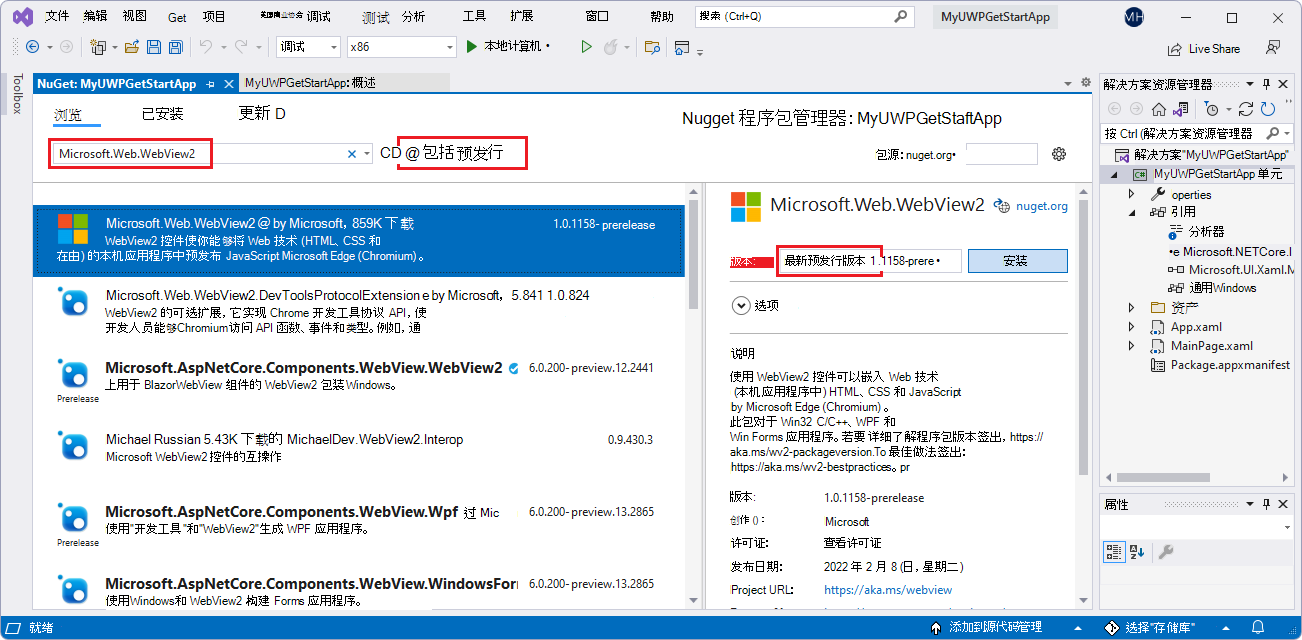 文件 编辑 视图 Get 项目 美国商业协会 调试 测试 分析 工具 扩展 窗口 帮助 搜索 (Ctrl+Q) MyUWPGetStartApp MH
调试 x86 本地计算机 Live Share
Toolbox
NuGet: MyUWPGetStartApp MyUWPGetStartApp: 概述
浏览 已安装 更新 D
Nugget 程序包管理器: MyUWPGetStaftApp
Microsoft.Web.WebView2
CD @包括预发行
包源: nuget.org
Microsoft.Web.WebView2 @ by Microsoft，859K 下载 1.0.1158- prerelease
WebView2 控件使你能够将 Web 技术 (HTML、CSS 和
在由) 的本机应用程序中预发布 JavaScript Microsoft Edge (Chromium) 。
Microsoft.Web.WebView2.DevToolsProtocolExtension e by Microsoft，5.841 1.0.824
WebView2 的可选扩展，它实现 Chrome 开发工具协议 API，使
开发人员能够Chromium访问 API 函数、事件和类型。例如，通
Microsoft.AspNetCore.Components.WebView.WebView2 6.0.200- preview.12.2441
上用于 BlazorWebView 组件的 WebView2 包装Windows。
Prerelease
Michael Russian 5.43K 下载的 MichaelDev.WebView2.Interop 0.9.430.3
Microsoft WebView2 控件的互操作
Microsoft.AspNetCore.Components.WebView.Wpf 过 Mic 6.0.200- preview.13.2865
使用"开发工具 "和"WebView2"生成 WPF 应用程序。
Prerelease
Microsoft.AspNetCore.Components.WebView.WindowsFor 6.0.200- preview.13.2865
使用Windows和 WebView2 构建 Forms 应用程序。
Microsoft.Web.WebView2 nuget.org
版本: 最新预发行版本 1.1158-prere 安装
选项
说明
使用 WebView2 控件可以嵌入 Web 技术
(本机应用程序中) HTML、CSS 和 JavaScript
by Microsoft Edge (Chromium) 。
此包对于 Win32 C/C++、WPF 和
Win Forms 应用程序。若要 详细了解程序包版本签出，https://
aka.ms/wv2-packageversion.To 最佳做法签出:
https://aka.ms/wv2-bestpractices。pr
版本: 1.0.1158-prerelease
创作 () : Microsoft
许可证: 查看许可证
发布日期: 2022 年 2 月 8 (日，星期二)
Project URL: https://aka.ms/webview
解决方案资源管理器
按 Ctrl (解决方案资源管理器
解决方案"MyUWPGetStartApp"
MyUWPGetStartApp 单元
operties
引用
分析器
•e Microsoft.NETCore.I
Microsoft.UI.Xaml.M
通用Windows
资产
App.xaml
MainPage.xaml
Package.appxmanifest
属性
就绪 添加到源代码管理 选择"存储库"